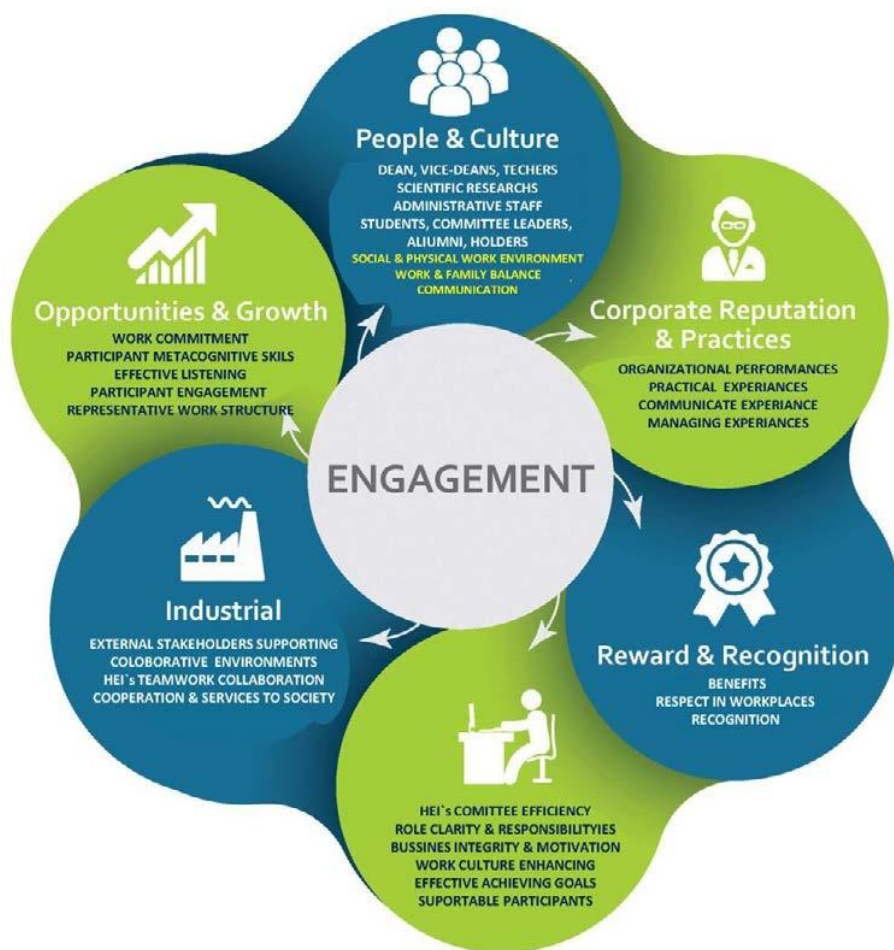 People & Culture
DEAN, VICE-DEANS, TECHERS
SCIENTIFIC RESEARCHS
ADMINISTRATIVE STAFF
STUDENTS, COMMITTEE LEADERS,
ALIUMNI, HOLDERS
SOCIAL & PHYSICAL WORK ENVIRONMENT
WORK & FAMILY BALANCE
COMMUNICATION
Corporate Reputation
& Practices
ORGANIZATIONAL PERFORMANCES
PRACTICAL EXPERIANCES
COMMUNICATE EXPERIANCE
MANAGING EXPERIANCES
Reward & Recognition
BENEFITS
RESPECT IN WORKPLACES
RECOGNITION
HEI`s COMITTEE EFFICIENCY
ROLE CLARITY & RESPONSIBILITYIES
BUSSINES INTEGRITY & MOTIVATION
WORK CULTURE ENHANCING
EFFECTIVE ACHIEVING GOALS
SUPORTABLE PARTICIPANTS
Industrial
EXTERNAL STAKEHOLDERS SUPPORTING
COLOBORATIVE ENVIRONMENTS
HEI`s TEAMWORK COLLABORATION
COOPERATION & SERVICES TO SOCIETY
Opportunities & Growth
WORK COMMITMENT
PARTICIPANT METACOGNITIVE SKILS
EFFECTIVE LISTENING
PARTICIPANT ENGAGEMENT
REPRESENTATIVE WORK STRUCTURE
ENGAGEMENT